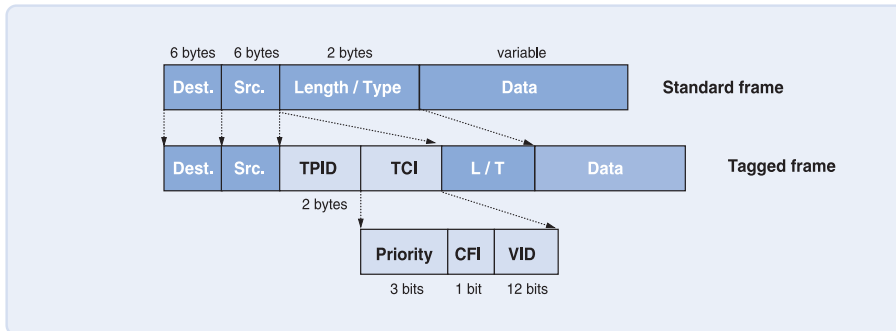 6 bytes 6 bytes 2 bytes variable
Dest. Src. Length / Type Data Standard frame
Dest. Src. TPID TCI L / T Data Tagged frame
2 bytes
Priority CFI VID
3 bits 1 bit 12 bits